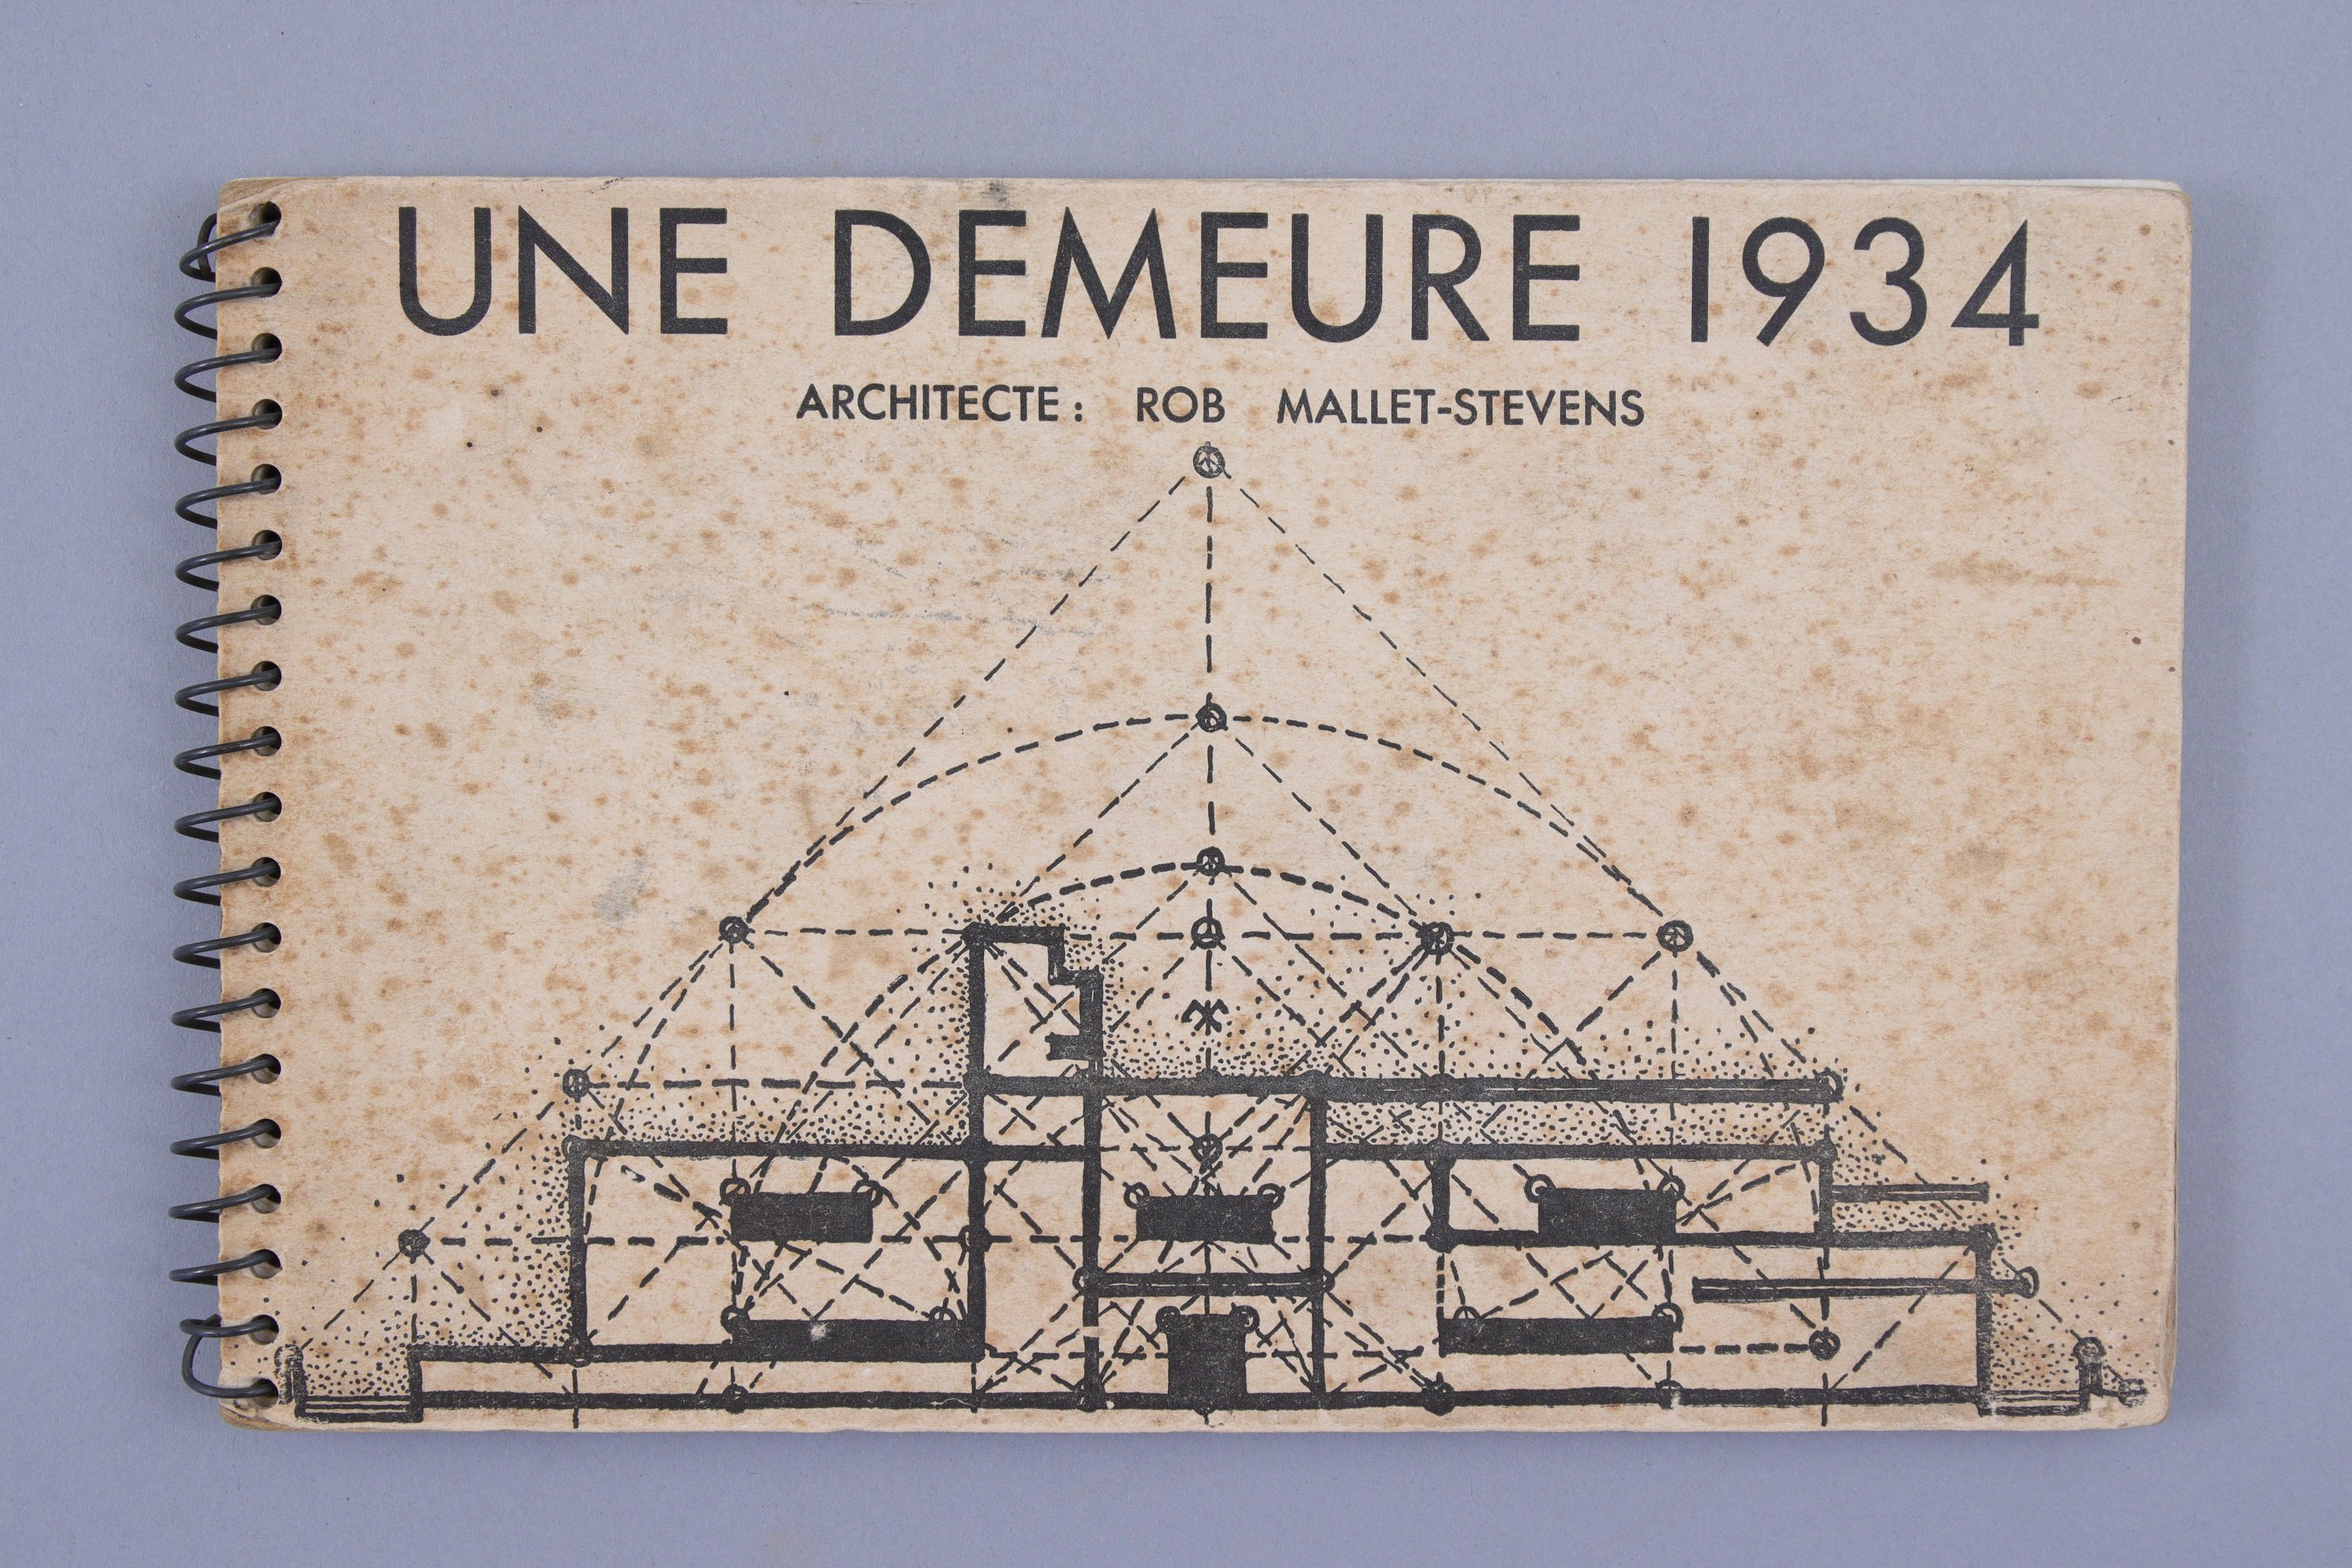 UNE DEMEURE 1934
ARCHITECTE: ROB MALLET-STEVENS